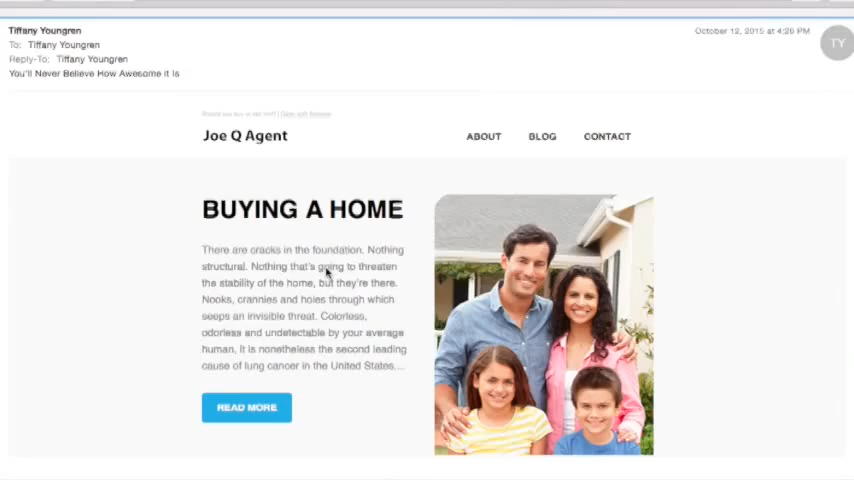 Tiffany Youngren
October 12, 2015 at 4:26 PM
TY
To: Tiffany Youngren
Reply-To: Tiffany Youngren
You'll Never Believe How Awesome it Is
Joe Q Agent
ABOUT BLOG CONTACT
BUYING A HOME
There are cracks in the foundation. Nothing
structural. Nothing that's going to threaten
the stability of the home, but they're there.
Nooks, crannies and holes through which
seeps an invisible threat. Colorless,
odorless and undetectable by your average
human, it is nonetheless the second leading
cause of lung cancer in the United States...
READ MORE